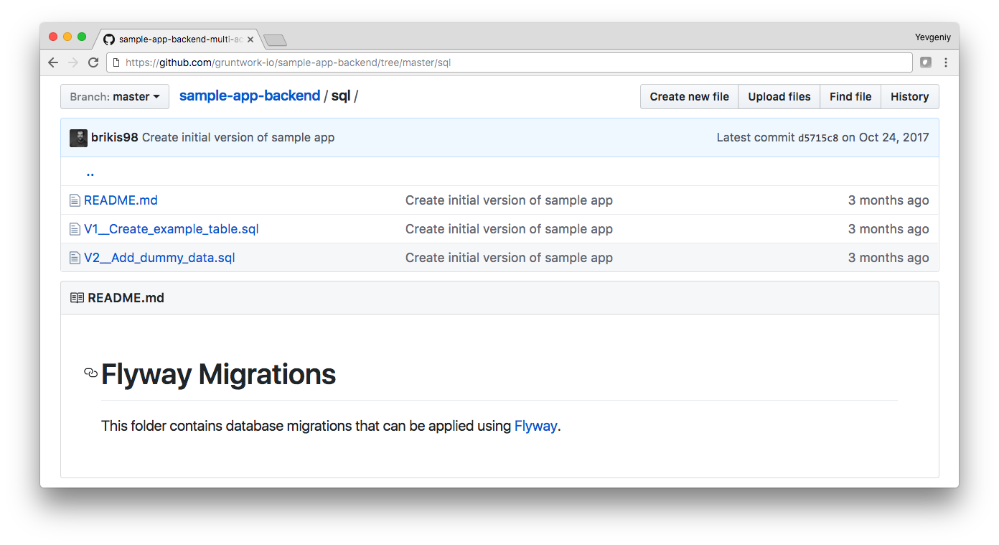 sample-app-backend-multi-ac
Yevgeniy
https://github.com/gruntwork-io/sample-app-backend/tree/master/sql
Branch: master sample-app-backend / sql / Create new file Upload files Find file History
brikis98 Create initial version of sample app Latest commit d5715c8 on Oct 24, 2017
..
README.md Create initial version of sample app 3 months ago
V1__Create_example_table.sql Create initial version of sample app 3 months ago
V2__Add_dummy_data.sql Create initial version of sample app 3 months ago
README.md
Flyway Migrations
This folder contains database migrations that can be applied using Flyway.